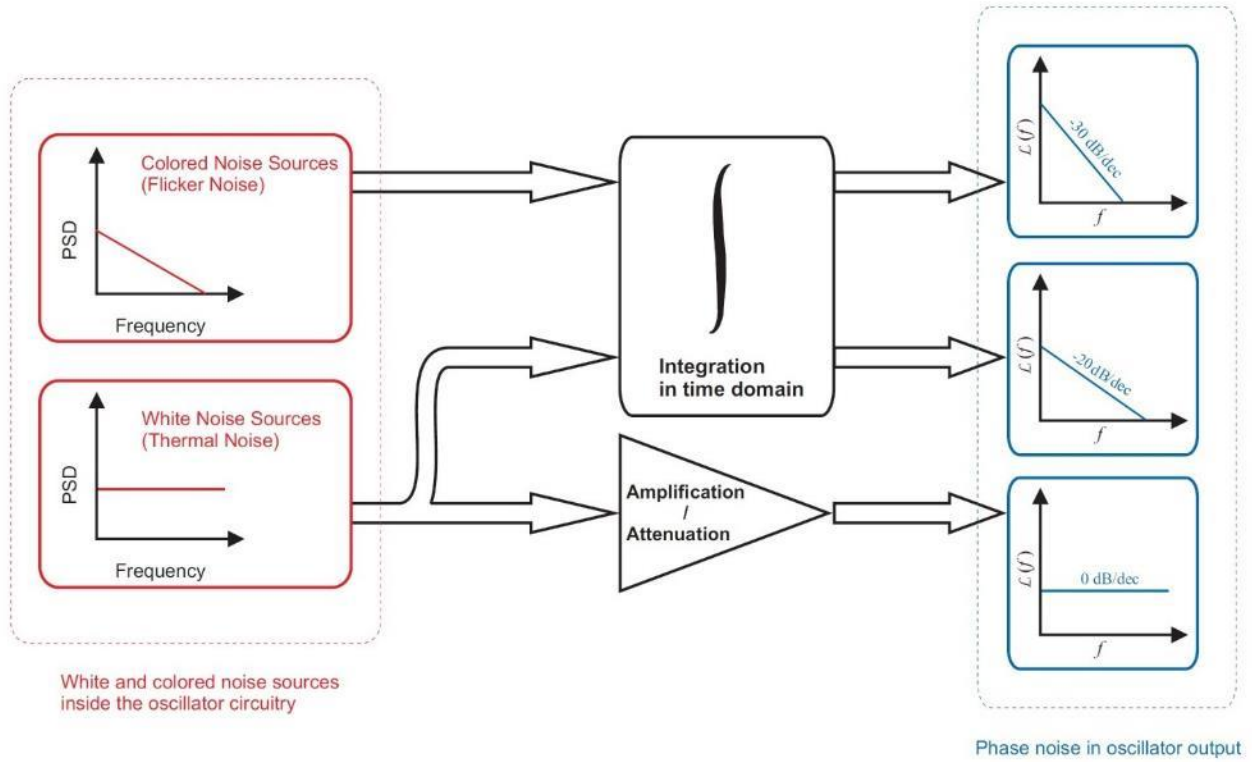 Colored Noise Sources
(Flicker Noise)
PSD
Frequency
White Noise Sources
(Thermal Noise)
PSD
Frequency
White and colored noise sources
inside the oscillator circuitry
Integration
in time domain
Amplification
/
Attenuation
ℒ(f)
-30 dB/dec
f
ℒ(f)
-20 dB/dec
f
ℒ(f)
0 dB/dec
f
Phase noise in oscillator output